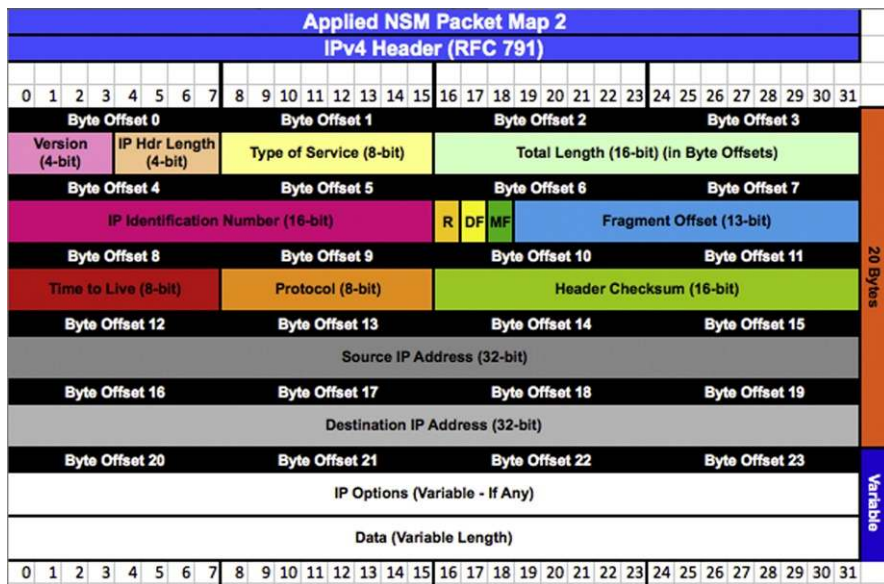 Applied NSM Packet Map 2
IPv4 Header (RFC 791)
0 1 2 3 4 5 6 7 8 9 10 11 12 13 14 15 16 17 18 19 20 21 22 23 24 25 26 27 28 29 30 31
Byte Offset 0 Byte Offset 1 Byte Offset 2 Byte Offset 3
Version (4-bit) IP Hdr Length (4-bit) Type of Service (8-bit) Total Length (16-bit) (in Byte Offsets)
Byte Offset 4 Byte Offset 5 Byte Offset 6 Byte Offset 7
IP Identification Number (16-bit) R DF MF Fragment Offset (13-bit)
Byte Offset 8 Byte Offset 9 Byte Offset 10 Byte Offset 11
Time to Live (8-bit) Protocol (8-bit) Header Checksum (16-bit)
Byte Offset 12 Byte Offset 13 Byte Offset 14 Byte Offset 15
Source IP Address (32-bit)
Byte Offset 16 Byte Offset 17 Byte Offset 18 Byte Offset 19
Destination IP Address (32-bit)
20 Bytes
Byte Offset 20 Byte Offset 21 Byte Offset 22 Byte Offset 23
IP Options (Variable - If Any)
Data (Variable Length)
Variable
0 1 2 3 4 5 6 7 8 9 10 11 12 13 14 15 16 17 18 19 20 21 22 23 24 25 26 27 28 29 30 31